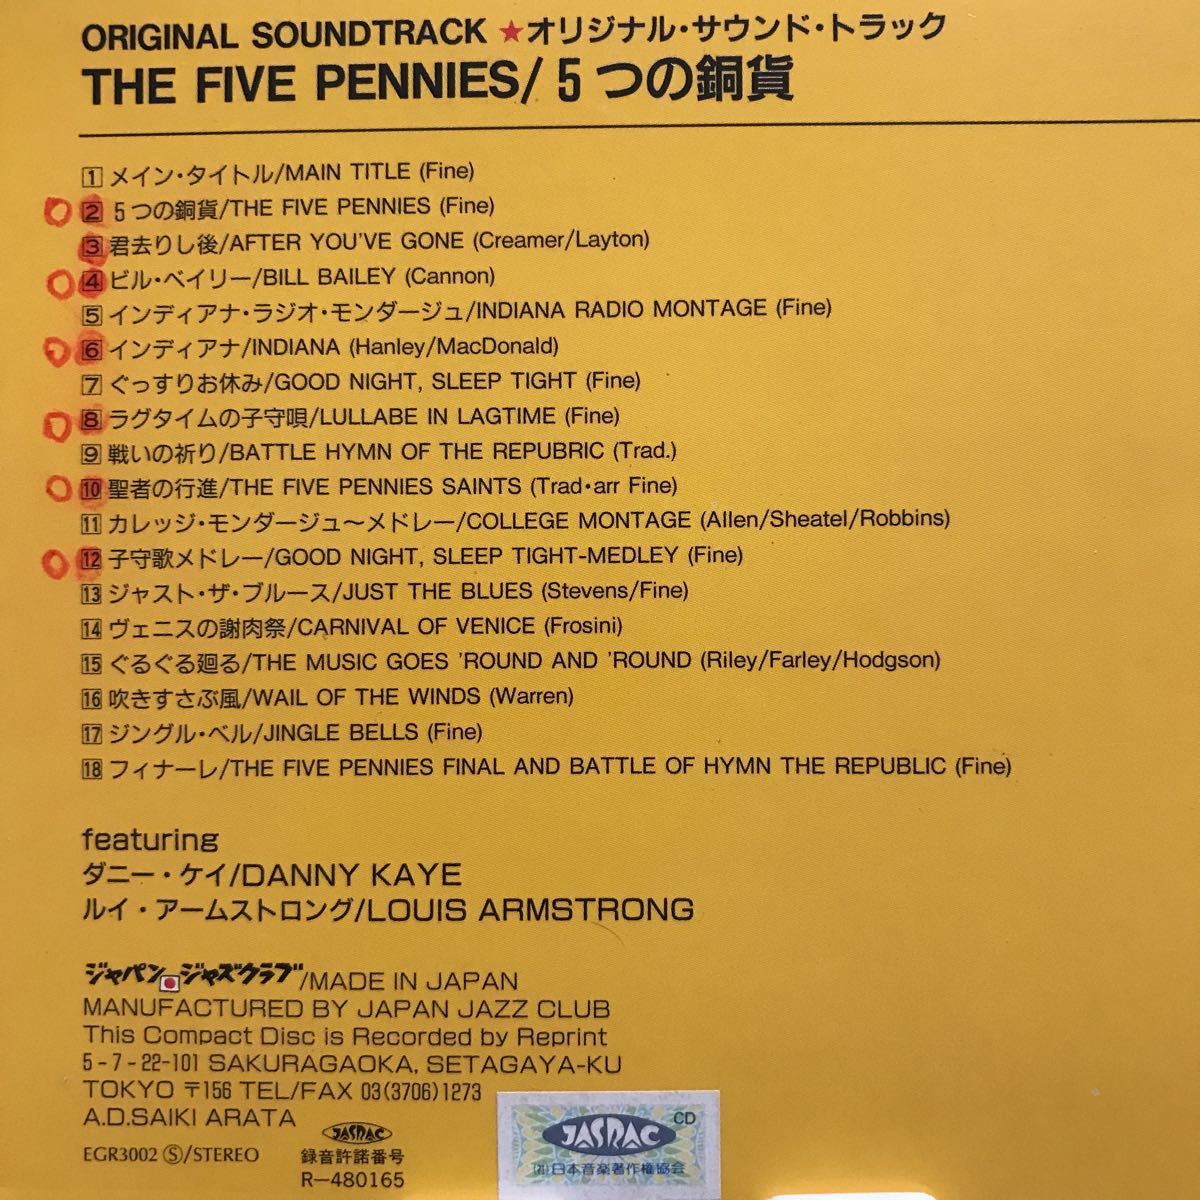 ORIGINAL SOUNDTRACK ★オリジナル・サウンド・トラック
THE FIVE PENNIES/5つの銅貨
1 メイン・タイトル/MAIN TITLE (Fine)
2 5つの銅貨/THE FIVE PENNIES (Fine)
3 君去りし後/AFTER YOU'VE GONE (Creamer/Layton)
4 ビル・ベイリー/BILL BAILEY (Cannon)
5 インディアナ・ラジオ・モンダージュ/INDIANA RADIO MONTAGE (Fine)
6 インディアナ/INDIANA (Hanley/MacDonald)
7 ぐっすりお休み/GOOD NIGHT, SLEEP TIGHT (Fine)
8 ラグタイムの子守唄/LULLABE IN LAGTIME (Fine)
9 戦いの祈り/BATTLE HYMN OF THE REPUBRIC (Trad.)
10 聖者の行進/THE FIVE PENNIES SAINTS (Trad・arr Fine)
11 カレッジ・モンダージュ〜メドレー/COLLEGE MONTAGE (Allen/Sheatel/Robbins)
12 子守歌メドレー/GOOD NIGHT, SLEEP TIGHT-MEDLEY (Fine)
13 ジャスト・ザ・ブルース/JUST THE BLUES (Stevens/Fine)
14 ヴェニスの謝肉祭/CARNIVAL OF VENICE (Frosini)
15 ぐるぐる廻る/THE MUSIC GOES 'ROUND AND 'ROUND (Riley/Farley/Hodgson)
16 吹きすさぶ風/WAIL OF THE WINDS (Warren)
17 ジングル・ベル/JINGLE BELLS (Fine)
18 フィナーレ/THE FIVE PENNIES FINAL AND BATTLE OF HYMN THE REPUBLIC (Fine)
featuring
ダニー・ケイ/DANNY KAYE
ルイ・アームストロング/LOUIS ARMSTRONG
ジャパン ジャズクラブ/MADE IN JAPAN
MANUFACTURED BY JAPAN JAZZ CLUB
This Compact Disc is Recorded by Reprint
5-7-22-101 SAKURAGAOKA, SETAGAYA-KU
TOKYO 〒156 TEL/FAX 03(3706)1273
A.D.SAIKI ARATA
EGR3002 Ⓢ/STEREO
JASRAC
録音許諾番号
R-480165
CD
JASRAC
(社)日本音楽著作権協会